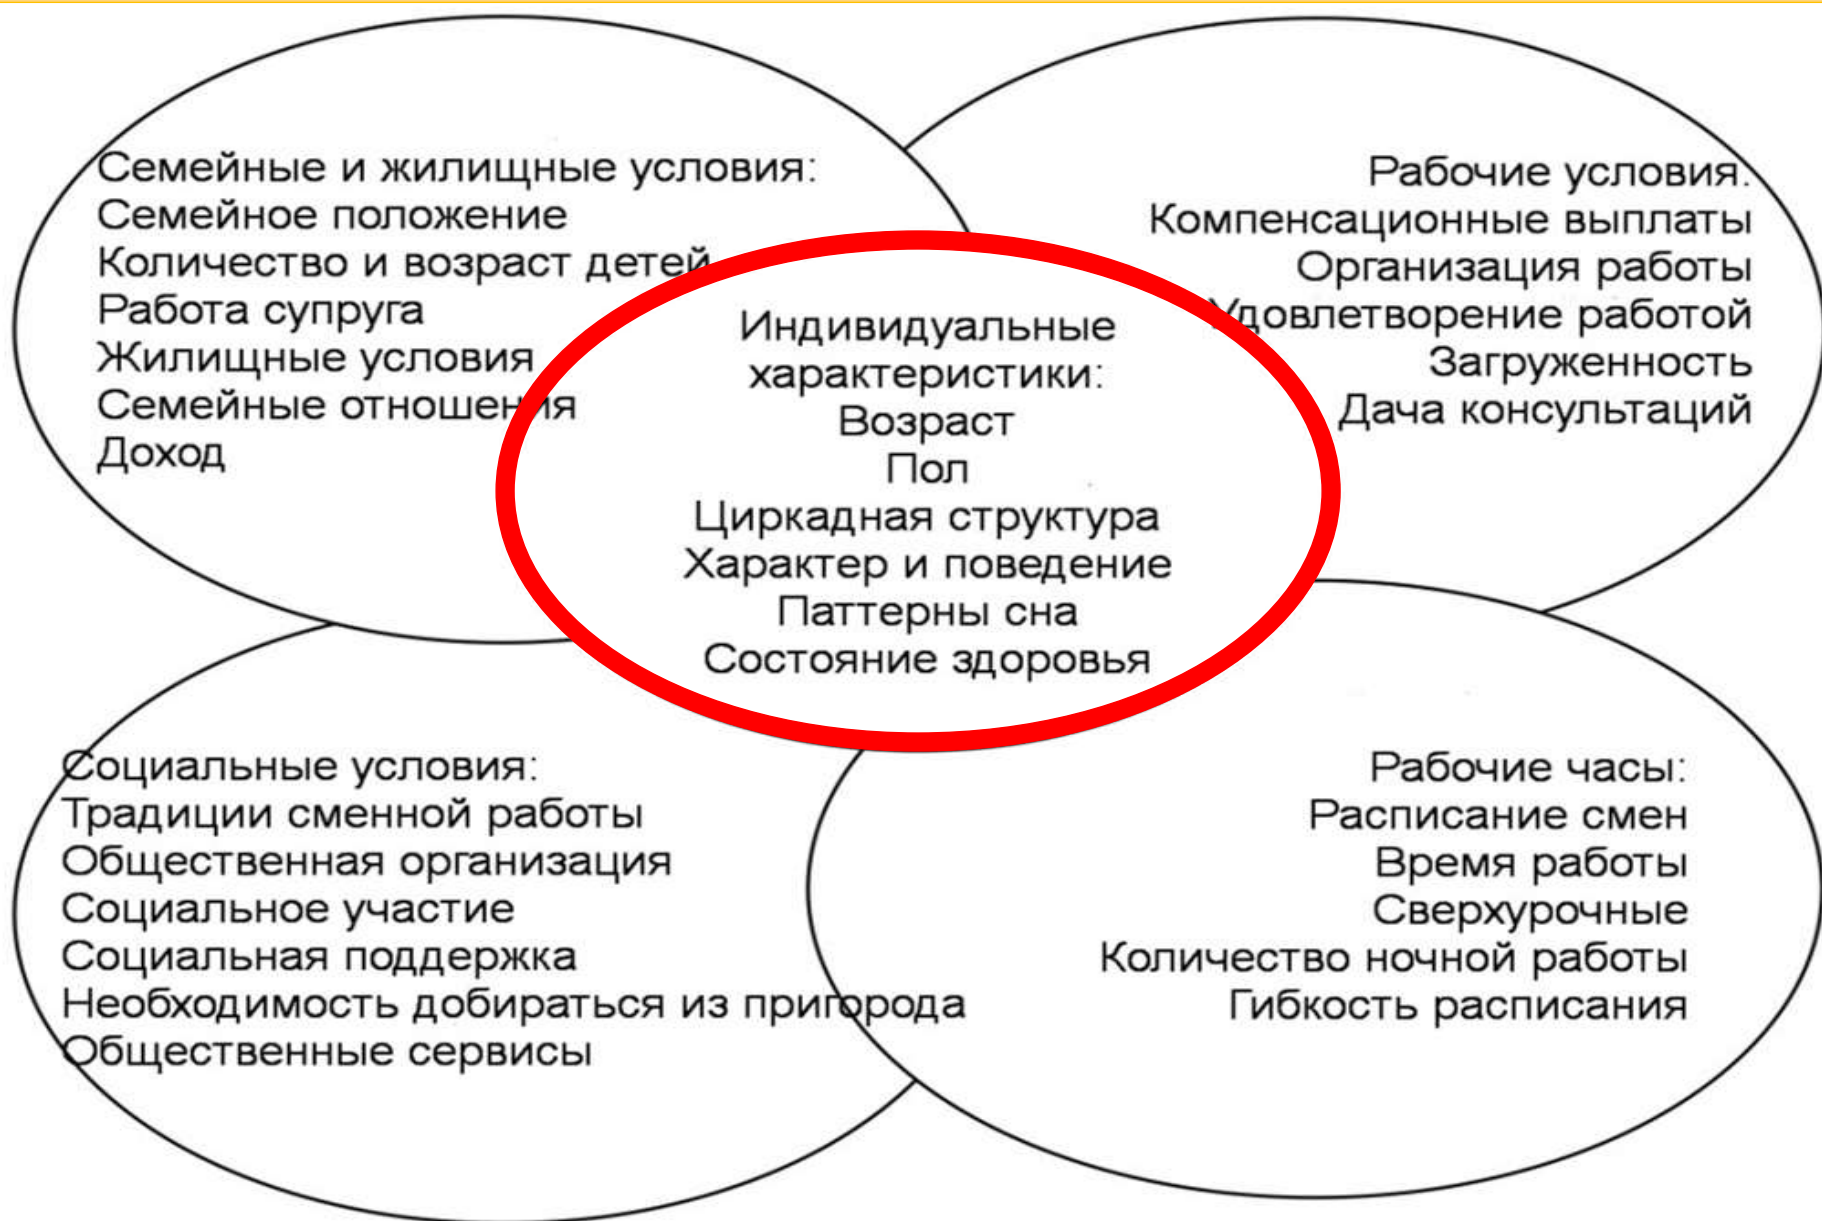 Семейные и жилищные условия:
Семейное положение
Количество и возраст детей
Работа супруга
Жилищные условия
Семейные отношения
Доход
Рабочие условия:
Компенсационные выплаты
Организация работы
Удовлетворение работой
Загруженность
Дача консультаций
Индивидуальные
характеристики:
Возраст
Пол
Циркадная структура
Характер и поведение
Паттерны сна
Состояние здоровья
Социальные условия:
Традиции сменной работы
Общественная организация
Социальное участие
Социальная поддержка
Необходимость добираться из пригорода
Общественные сервисы
Рабочие часы:
Расписание смен
Время работы
Сверхурочные
Количество ночной работы
Гибкость расписания